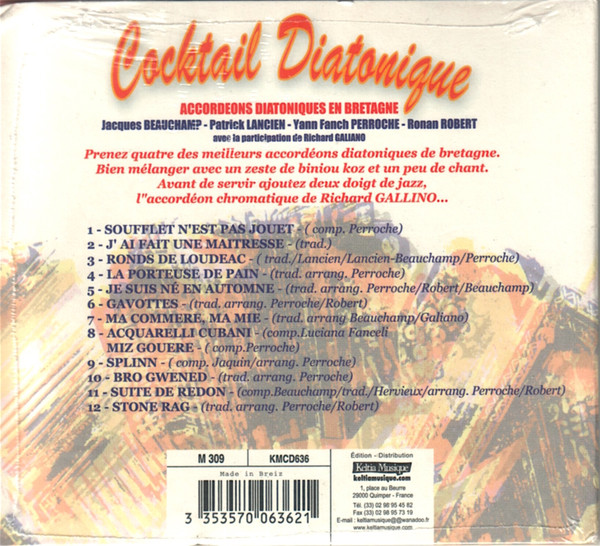 Cocktail Diatonique
ACCORDEONS DIATONIQUES EN BRETAGNE
Jacques BEAUCHAMP - Patrick LANCIEN - Yann Fanch PERROCHE - Ronan ROBERT
avec la participation de Richard GALIANO
Prenez quatre des meilleurs accordéons diatoniques de bretagne.
Bien mélanger avec un zeste de biniou koz et un peu de chant.
Avant de servir ajoutez deux doigt de jazz,
l"accordéon chromatique de Richard GALLINO...
1 - SOUFFLET N'EST PAS JOUET - ( comp. Perroche)
2 - J' AI FAIT UNE MAITRESSE - (trad.)
3 - RONDS DE LOUDEAC - ( trad./Lancien/Lancien-Beauchamp/Perroche)
4 - LA PORTEUSE DE PAIN - ( trad. arrang. Perroche)
5 - JE SUIS NÉ EN AUTOMNE - (trad. arrang. Perroche/Robert/Beauchamp)
6 - GAVOTTES - (trad. arrang. Perroche/Robert)
7 - MA COMMERE, MA MIE - (trad. arrang Beauchamp/Galiano)
8 - ACQUARELLI CUBANI - (comp.Luciana Fanceli
MIZ GOUERE - ( comp.Perroche)
9 - SPLINN - ( comp. Jaquin/arrang. Perroche)
10 - BRO GWENED - (trad. arrang. Perroche)
11 - SUITE DE REDON - (comp.Beauchamp/trad./Hervieux/arrang. Perroche/Robert)
12 - STONE RAG - (trad. arrang. Perroche/Robert)
M 309 KMCD636
Made in Breiz
3 353570 063621
Édition - Distribution
Keltia Musique
keltiamusique.com
1, place au Beurre
29000 Quimper - France
Tél. (33) 02 98 95 45 82
Fax (33) 02 98 95 73 19
E-mail : keltiamusique@@wanadoo.fr